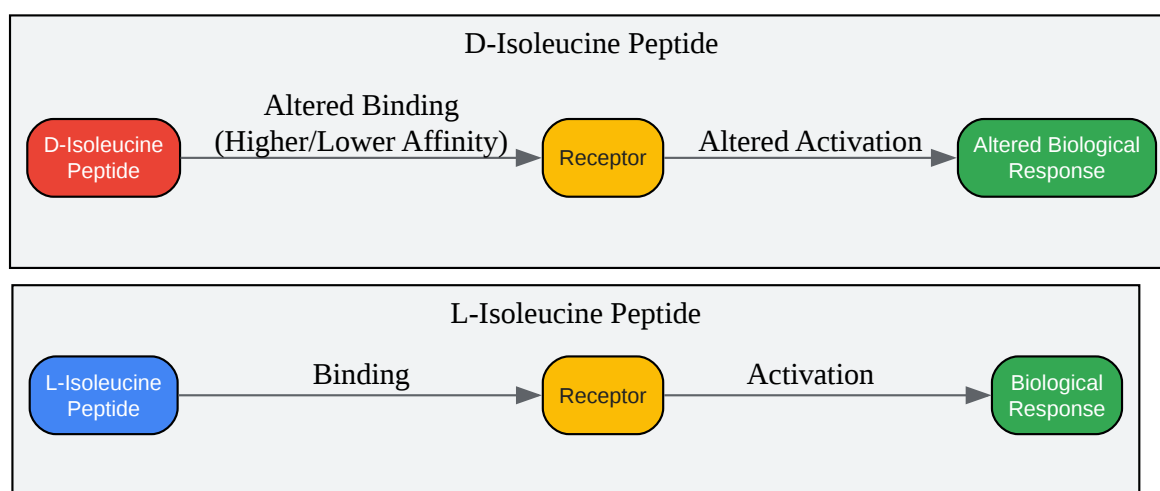 D-Isoleucine Peptide
Altered Binding
(Higher/Lower Affinity)
Altered Activation
D-Isoleucine
Peptide
Receptor
Altered Biological
Response
L-Isoleucine Peptide
Binding
Activation
L-Isoleucine
Peptide
Receptor
Biological
Response